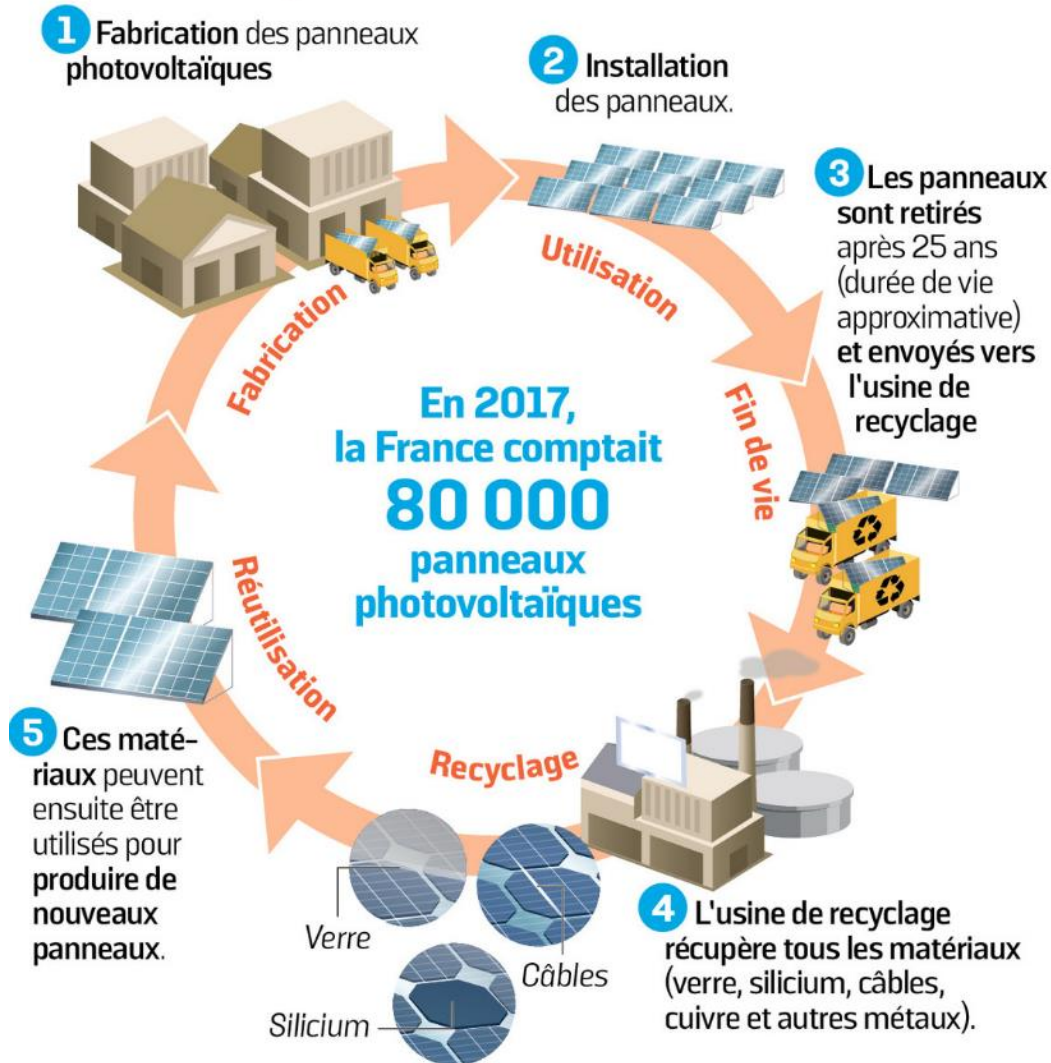 1 Fabrication des panneaux
photovoltaïques
2 Installation
des panneaux.
3 Les panneaux
sont retirés
après 25 ans
(durée de vie
approximative)
et envoyés vers
l'usine de
recyclage
Fabrication
Utilisation
Fin de vie
Recyclage
Réutilisation
En 2017,
la France comptait
80 000
panneaux
photovoltaïques
5 Ces maté-
riaux peuvent
ensuite être
utilisés pour
produire de
nouveaux
panneaux.
Verre
Câbles
Silicium
4 L'usine de recyclage
récupère tous les matériaux
(verre, silicium, câbles,
cuivre et autres métaux).